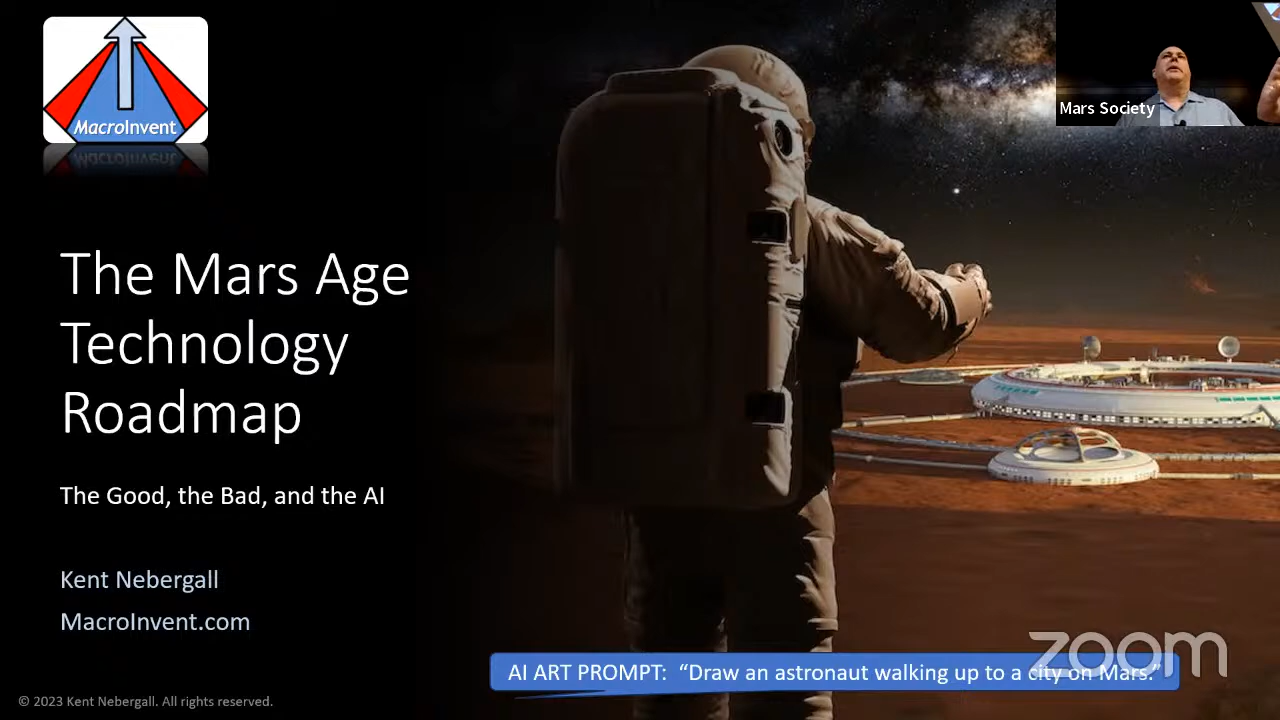 MacroInvent
Mars Society
The Mars Age
Technology
Roadmap
The Good, the Bad, and the AI
Kent Nebergall
MacroInvent.com
AI ART PROMPT: “Draw an astronaut walking up to a city on Mars.”
zoom
© 2023 Kent Nebergall. All rights reserved.